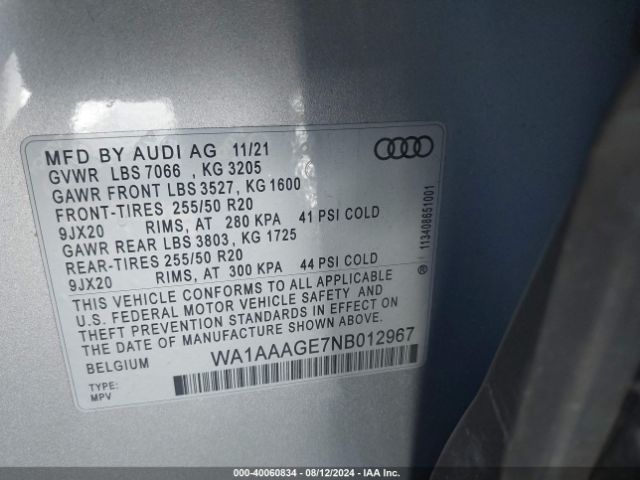 MFD BY AUDI AG 11/21
GVWR LBS 7066 , KG 3205
GAWR FRONT LBS 3527, KG 1600
FRONT-TIRES 255/50 R20
9JX20 RIMS, AT 280 KPA 41 PSI COLD
GAWR REAR LBS 3803, KG 1725
REAR-TIRES 255/50 R20
9JX20 RIMS, AT 300 KPA 44 PSI COLD
THIS VEHICLE CONFORMS TO ALL APPLICABLE
U.S. FEDERAL MOTOR VEHICLE SAFETY AND
THEFT PREVENTION STANDARDS IN EFFECT ON
THE DATE OF MANUFACTURE SHOWN ABOVE.
BELGIUM WA1AAAGE7NB012967
TYPE:
MPV
113408651001
®
000-40060834 - 08/12/2024 - IAA Inc.